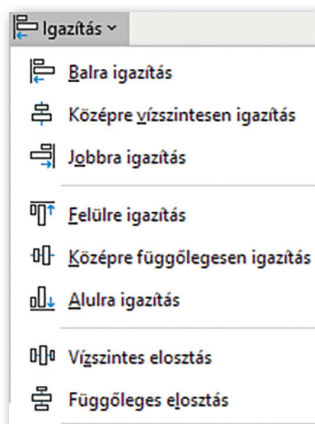 Igazítás
Balra igazítás
Középre vízszintesen igazítás
Jobbra igazítás
Felülre igazítás
Középre függőlegesen igazítás
Alulra igazítás
Vízszintes elosztás
Függőleges elosztás